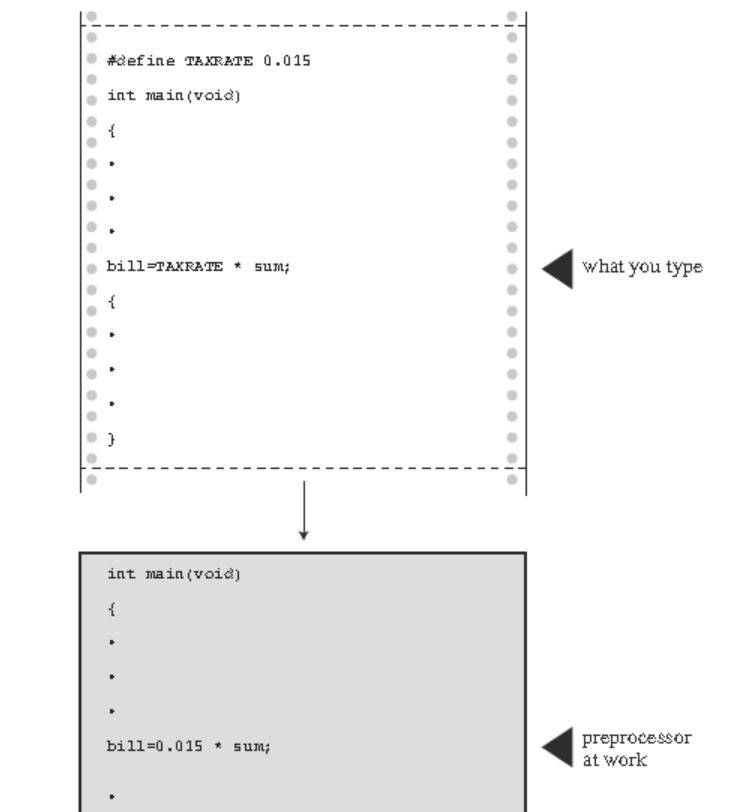 #define TAXRATE 0.015
int main(void)
{
.
.
.
bill=TAXRATE * sum;
{
.
.
.
}
what you type
int main(void)
{
.
.
.
bill=0.015 * sum;
.
preprocessor
at work